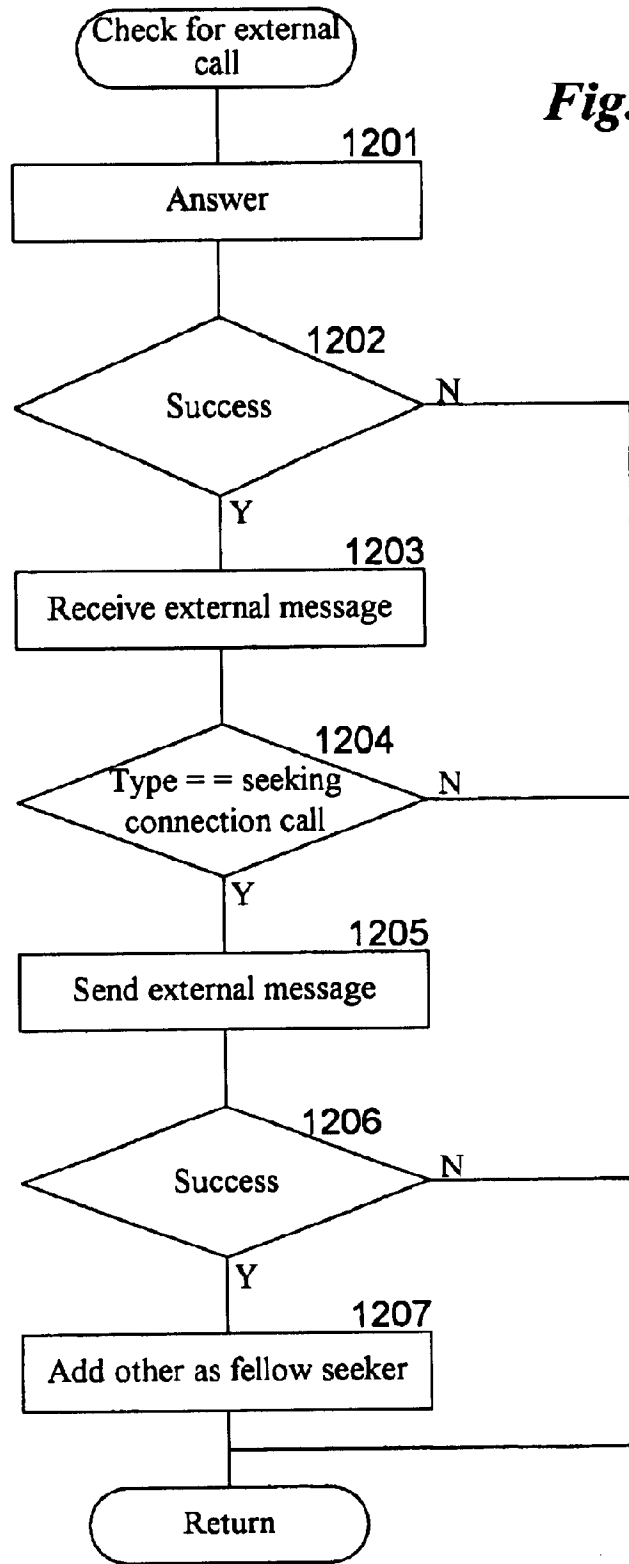 Check for external
call
Fig.
1201
Answer
1202
Success
N
Y
1203
Receive external message
1204
Type = = seeking
connection call
N
Y
1205
Send external message
1206
Success
N
Y
1207
Add other as fellow seeker
Return